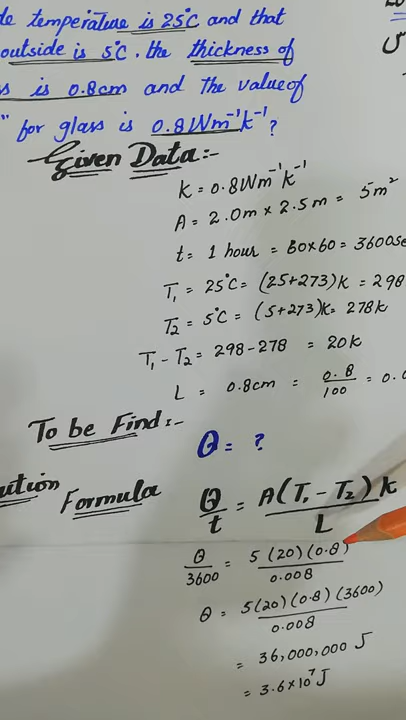 temperature is 25°C and that
outside is 5°C. the thickness of
is 0.8cm and the value of
" for glass is 0.8Wm⁻¹k⁻¹?
Given Data:-
K = 0.8Wm⁻¹k⁻¹
A = 2.0m × 2.5m = 5m²
t = 1 hour = 60×60 = 3600Se
T₁ = 25°C = (25+273)k = 298
T₂ = 5°C = (5+273)k = 278k
T₁ - T₂ = 298-278 = 20k
L = 0.8cm = 0.8/100 = 0.
To be Find:-
Q = ?
Formula Q/t = A(T₁-T₂)k/L
Q/3600 = 5(20)(0.8)/0.008
Q = 5(20)(0.8)(3600)/0.008
= 36,000,000 J
= 3.6×10⁷J